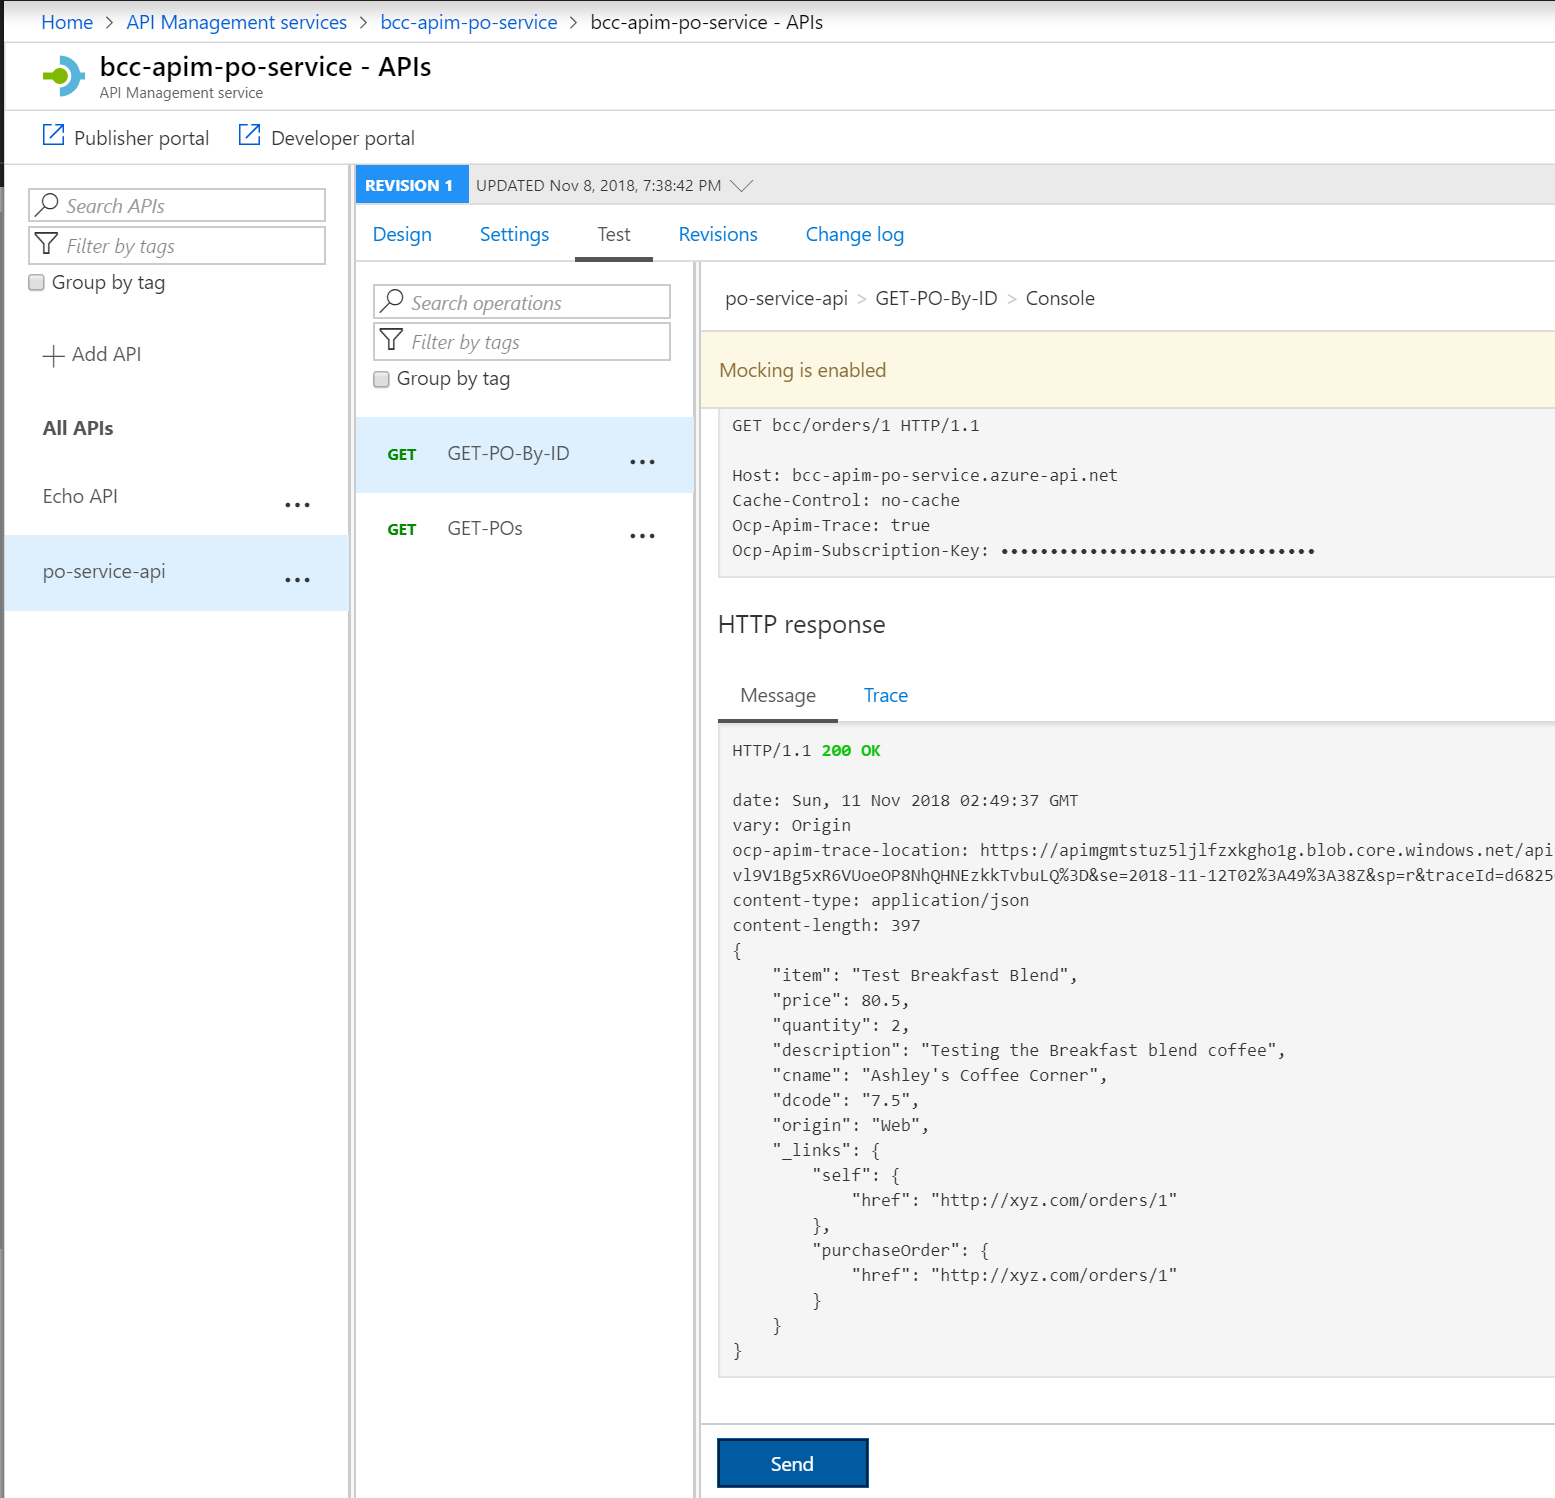 Home > API Management services > bcc-apim-po-service > bcc-apim-po-service - APIs
bcc-apim-po-service - APIs
API Management service
Publisher portal Developer portal
Search APIs
Filter by tags
Group by tag
Add API
All APIs
Echo API ...
po-service-api ...
REVISION 1 UPDATED Nov 8, 2018, 7:38:42 PM
Design Settings Test Revisions Change log
Search operations
Filter by tags
Group by tag
GET GET-PO-By-ID ...
GET GET-POs ...
po-service-api > GET-PO-By-ID > Console
Mocking is enabled
GET bcc/orders/1 HTTP/1.1
Host: bcc-apim-po-service.azure-api.net
Cache-Control: no-cache
Ocp-Apim-Trace: true
Ocp-Apim-Subscription-Key: ••••••••••••••••••••••••••••••••
HTTP response
Message Trace
HTTP/1.1 200 OK
date: Sun, 11 Nov 2018 02:49:37 GMT
vary: Origin
ocp-apim-trace-location: https://apimgmtstuz5ljlfzxkgho1g.blob.core.windows.net/api
vl9V1Bg5xR6VUoeOP8NhQHNEzkkTvbuLQ%3D&se=2018-11-12T02%3A49%3A38Z&sp=r&traceId=d6825
content-type: application/json
content-length: 397
{
"item": "Test Breakfast Blend",
"price": 80.5,
"quantity": 2,
"description": "Testing the Breakfast blend coffee",
"cname": "Ashley's Coffee Corner",
"dcode": "7.5",
"origin": "Web",
"_links": {
"self": {
"href": "http://xyz.com/orders/1"
},
"purchaseOrder": {
"href": "http://xyz.com/orders/1"
}
}
}
Send